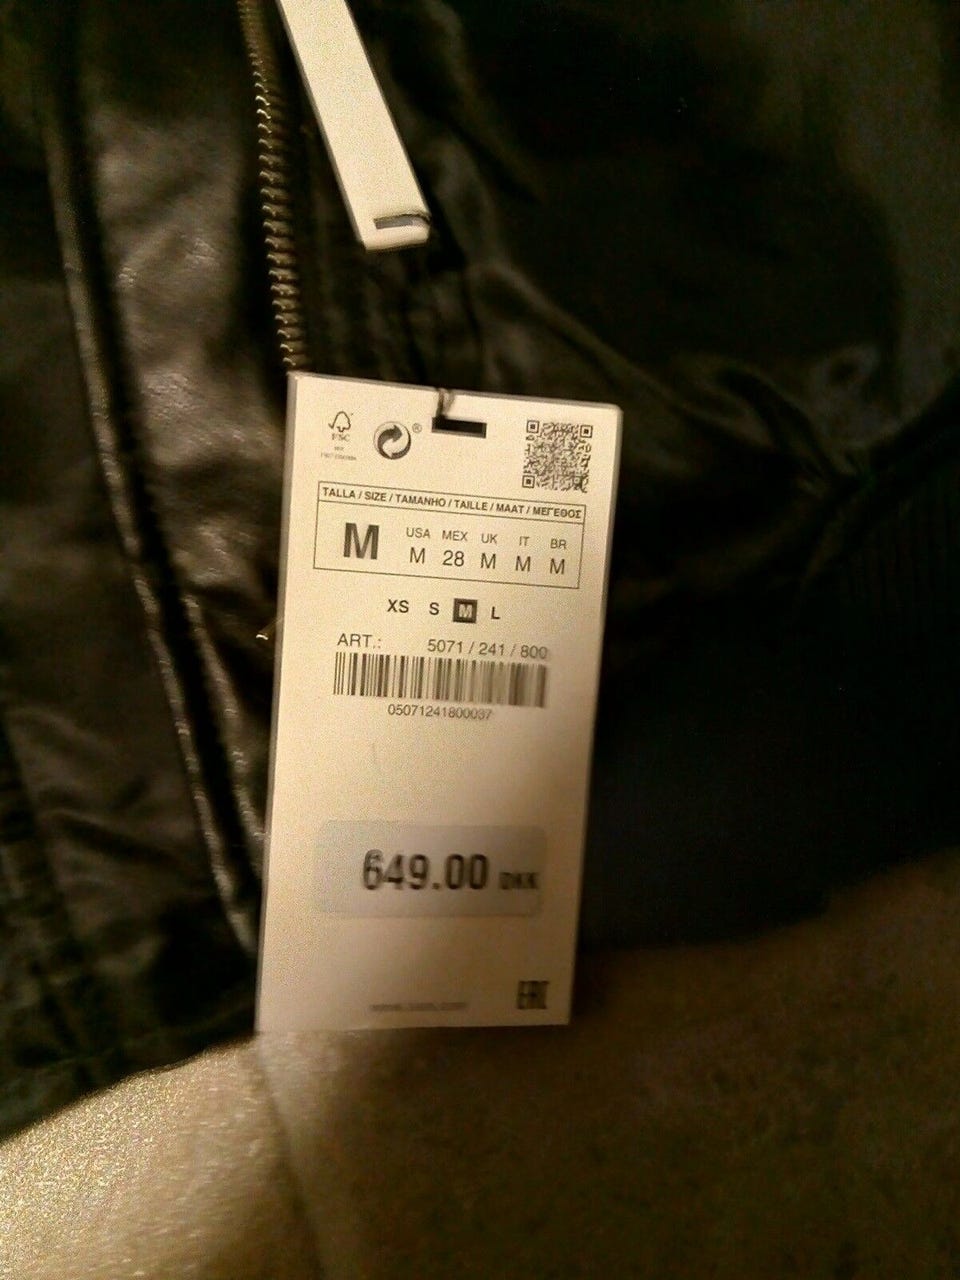 FSC
®
TALLA / SIZE / TAMANHO / TAILLE / MAAT / ΜΕΓΕΘΟΣ
M
USA MEX UK IT BR
M 28 M M M
XS S M L
ART.: 5071 / 241 / 800
05071241800037
649.00 DKK
EAC